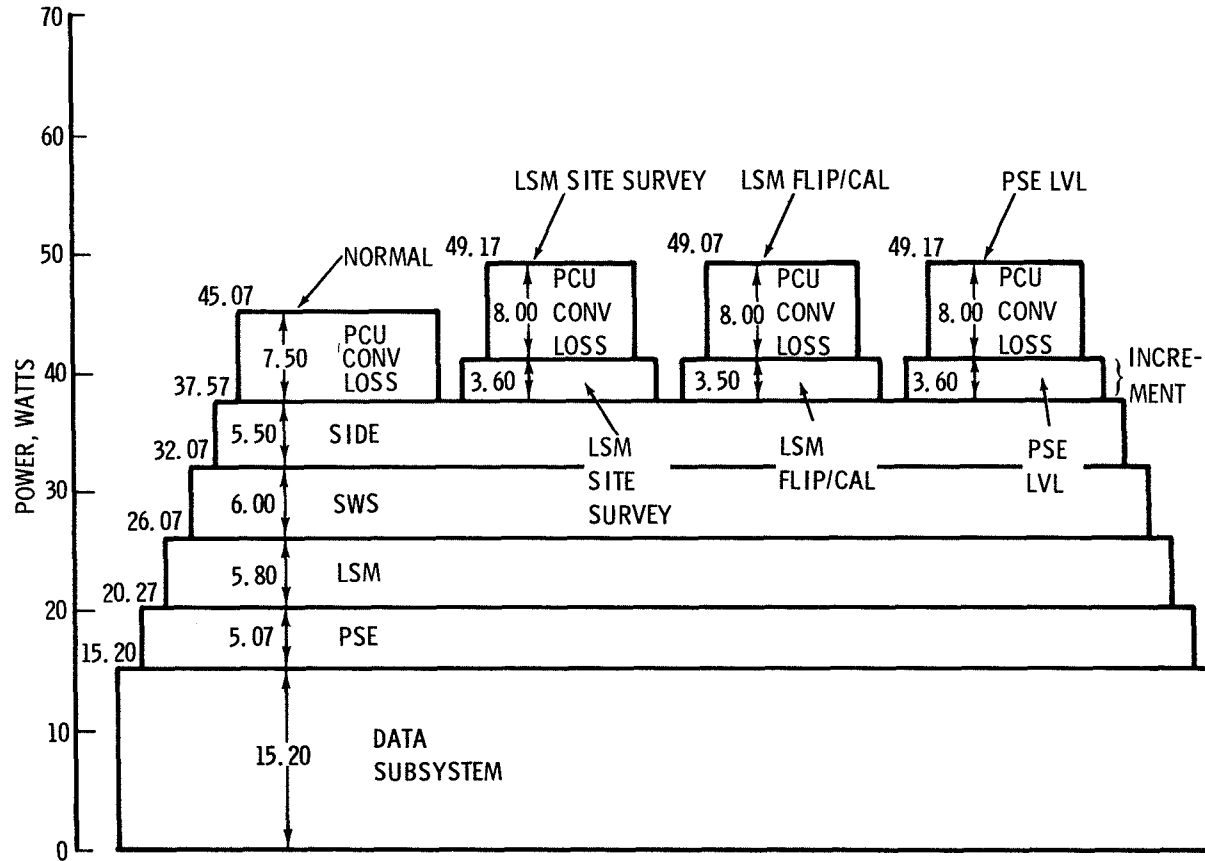 70
60
50
40
30
20
10
0
POWER, WATTS
LSM SITE SURVEY
LSM FLIP/CAL
PSE LVL
NORMAL
49.17
49.07
49.17
45.07
PCU
CONV
LOSS
7.50
PCU
CONV
LOSS
8.00
PCU
CONV
LOSS
8.00
PCU
CONV
LOSS
8.00
3.60
3.50
3.60
INCRE-
MENT
37.57
5.50
SIDE
LSM
SITE
SURVEY
LSM
FLIP/CAL
PSE
LVL
32.07
6.00
SWS
26.07
5.80
LSM
20.27
5.07
PSE
15.20
15.20
DATA
SUBSYSTEM